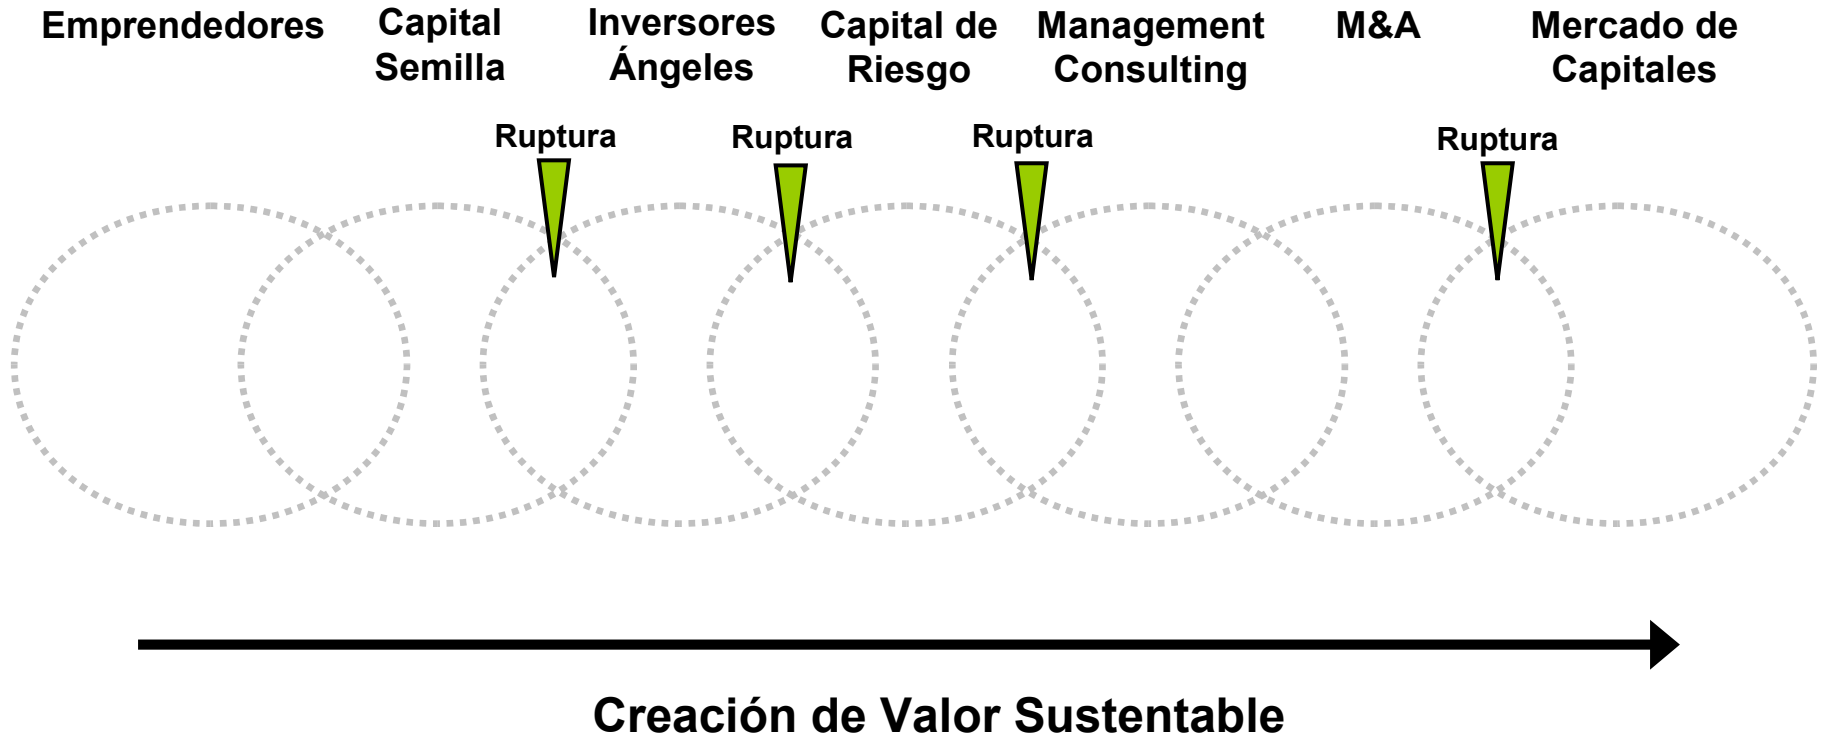 Emprendedores
Capital
Semilla
Inversores
Ángeles
Capital de
Riesgo
Management
Consulting
M&A
Mercado de
Capitales
Ruptura
Ruptura
Ruptura
Ruptura
Creación de Valor Sustentable